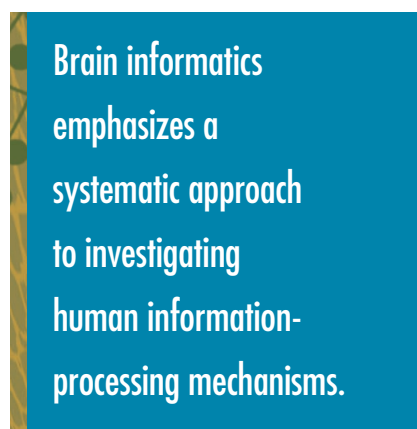 Brain informatics
emphasizes a
systematic approach
to investigating
human information-
processing mechanisms.